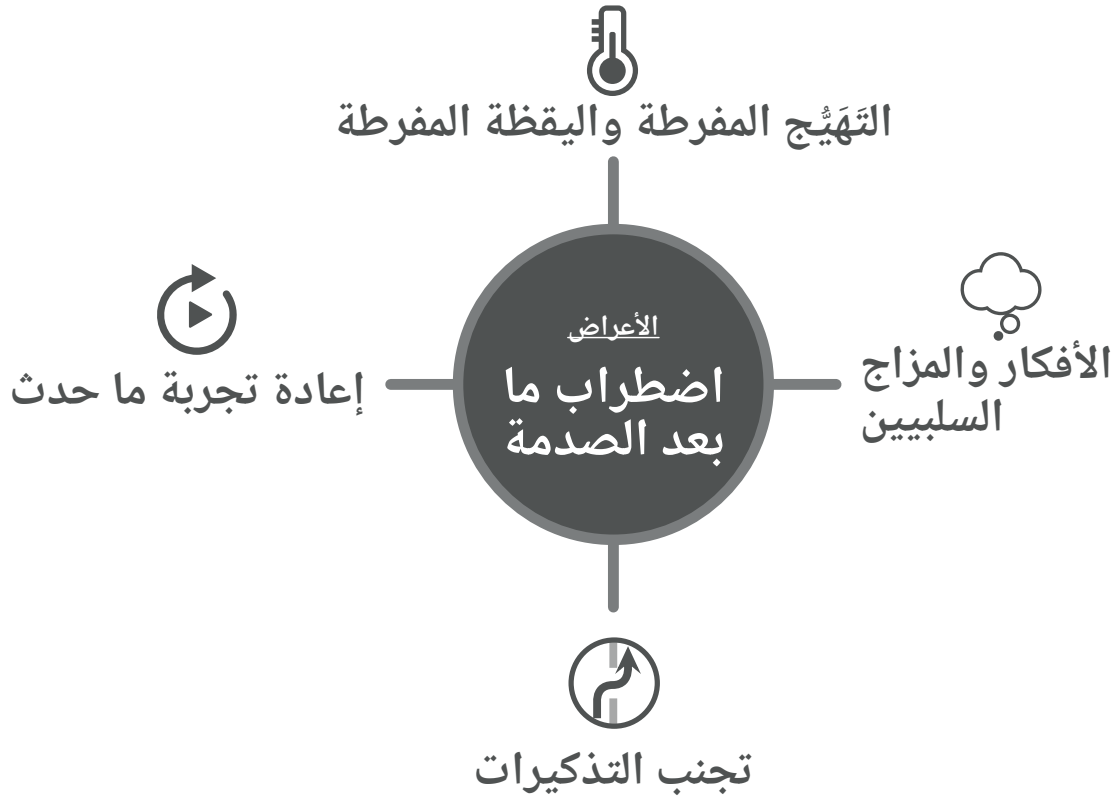 التَهَيُّج المفرطة واليقظة المفرطة
الأفكار والمزاج
السلبيين
الأعراض
اضطراب ما
بعد الصدمة
إعادة تجربة ما حدث
تجنب التذكيرات